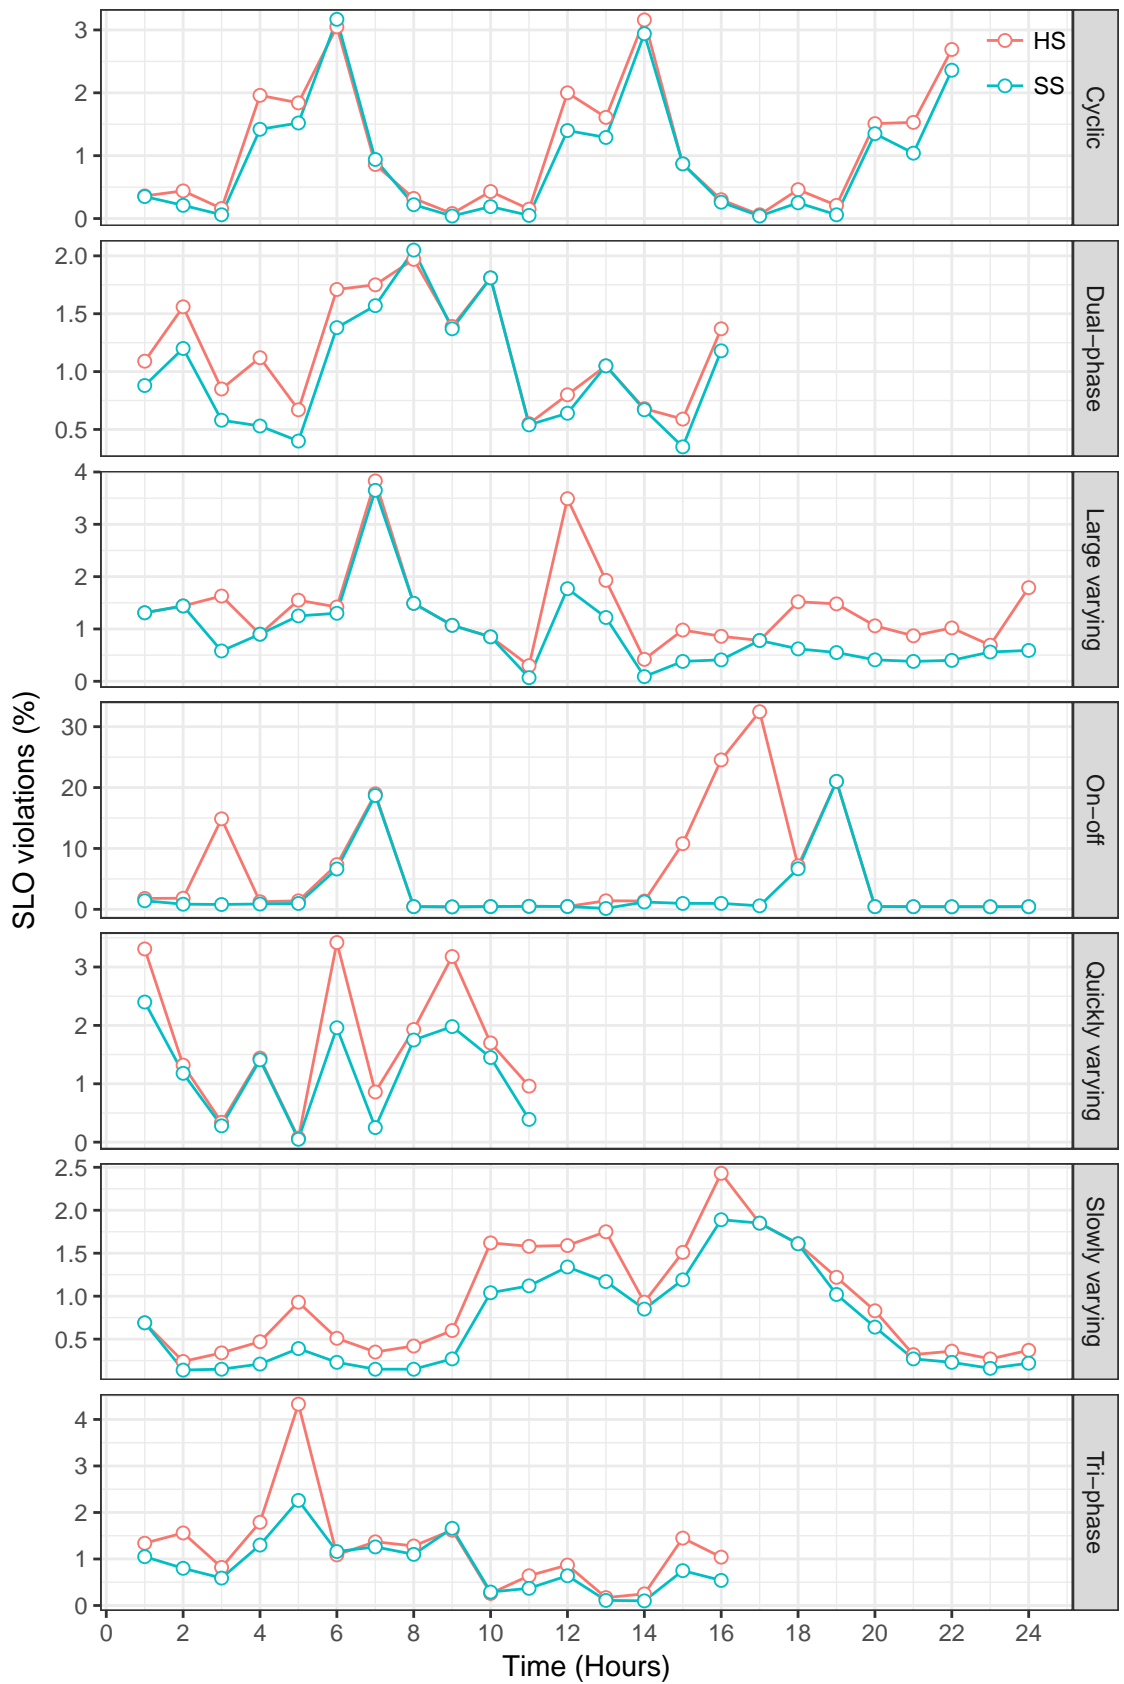 SLO violations (%)
3
2
1
0
HS
SS
Cyclic
2.0
1.5
1.0
0.5
Dual−phase
4
3
2
1
0
Large varying
30
20
10
0
On−off
3
2
1
0
Quickly varying
2.5
2.0
1.5
1.0
0.5
Slowly varying
4
3
2
1
0
Tri−phase
0 2 4 6 8 10 12 14 16 18 20 22 24
Time (Hours)